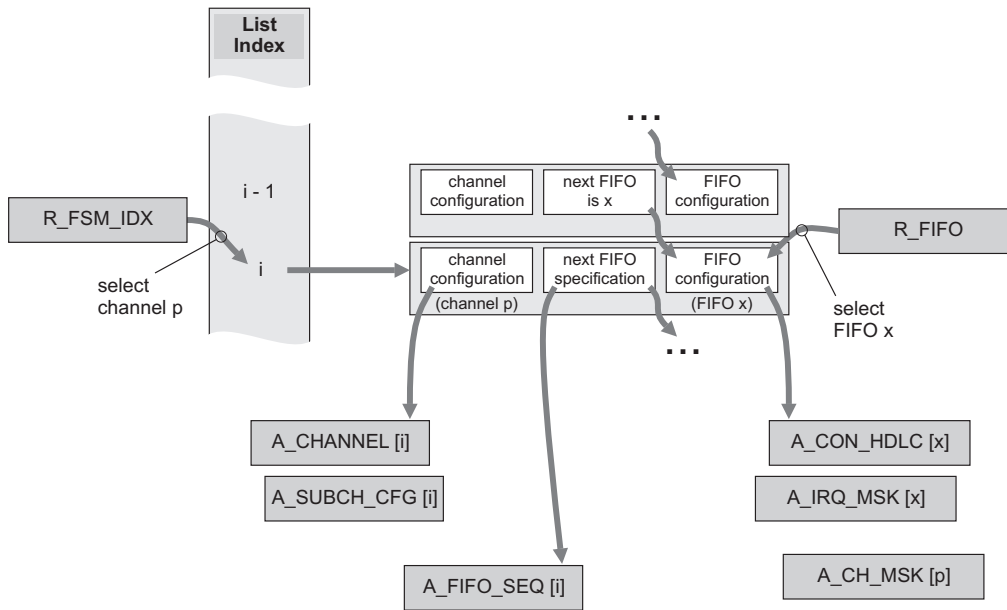 List
Index
...
i - 1
channel
configuration
next FIFO
is x
FIFO
configuration
R_FSM_IDX
R_FIFO
select
channel p
i
channel
configuration
next FIFO
specification
FIFO
configuration
(channel p)
(FIFO x)
select
FIFO x
...
A_CHANNEL [i]
A_CON_HDLC [x]
A_SUBCH_CFG [i]
A_IRQ_MSK [x]
A_FIFO_SEQ [i]
A_CH_MSK [p]